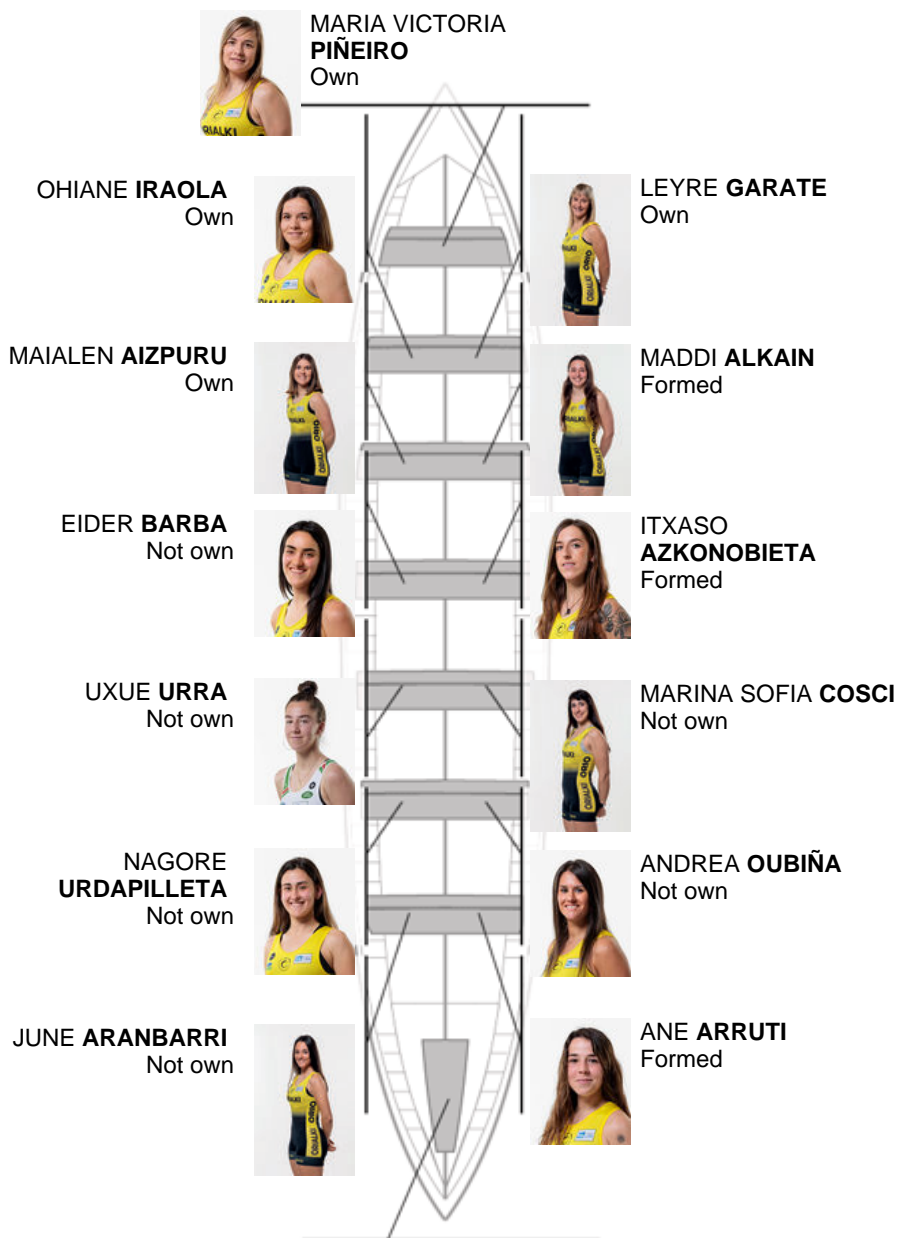 MARIA VICTORIA
PIÑEIRO
Own
OHIANE IRAOLA
Own
LEYRE GARATE
Own
MAIALEN AIZPURU
Own
MADDI ALKAIN
Formed
EIDER BARBA
Not own
ITXASO
AZKONOBIETA
Formed
UXUE URRA
Not own
MARINA SOFIA COSCI
Not own
NAGORE
URDAPILLETA
Not own
ANDREA OUBIÑA
Not own
JUNE ARANBARRI
Not own
ANE ARRUTI
Formed